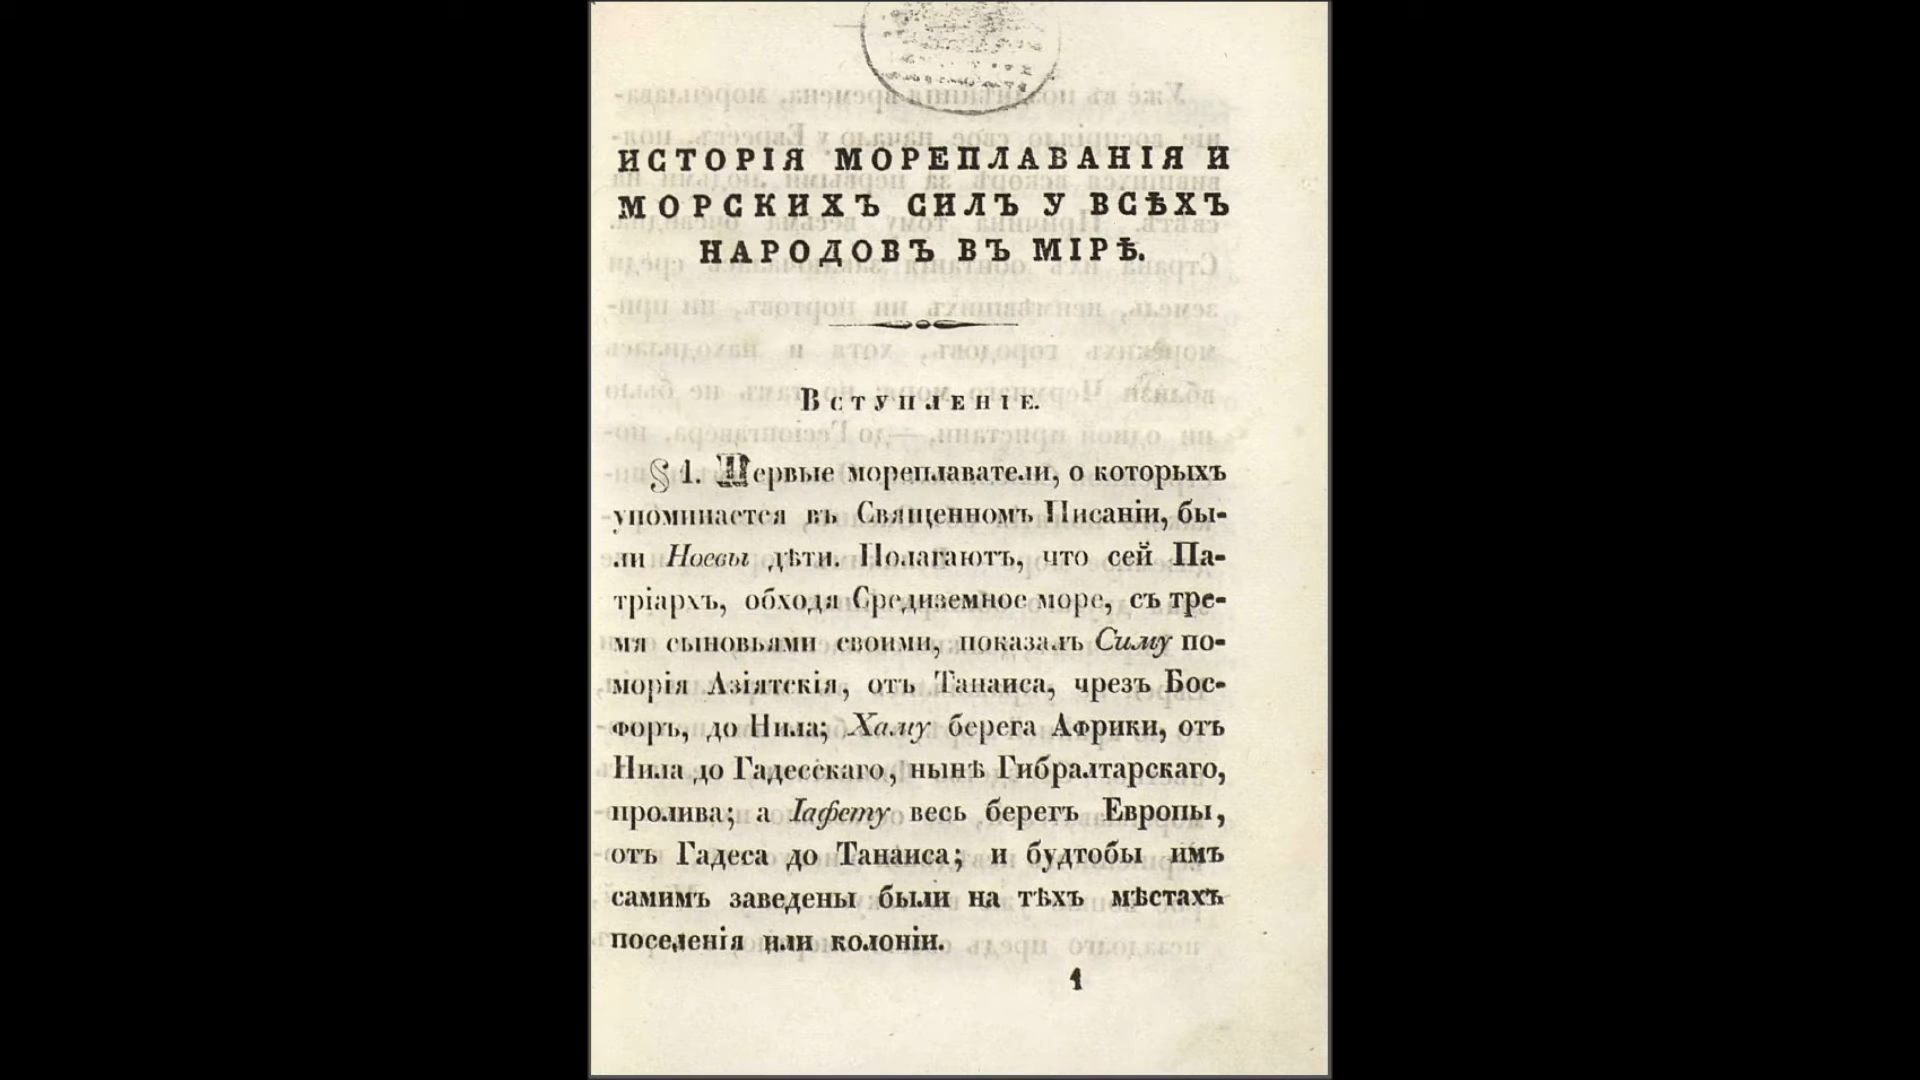 ИСТОРІЯ МОРЕПЛАВАНІЯ И
МОРСКИХЪ СИЛЪ У ВСѢХЪ
НАРОДОВЪ ВЪ МІРѢ.
Вступленіе.
§ 1. Первые мореплаватели, о которыхъ
упоминается въ Священномъ Писаніи, бы-
ли Ноевы дѣти. Полагаютъ, что сей Па-
тріархъ, обходя Средиземное море, съ тре-
мя сыновьями своими, показалъ Симу по-
морія Азіятскія, отъ Танаиса, чрезъ Бос-
форъ, до Нила; Хаму берега Африки, отъ
Нила до Гадесскаго, нынѣ Гибралтарскаго,
пролива; а Іафету весь берегъ Европы,
отъ Гадеса до Танаиса; и будтобы имъ
самимъ заведены были на тѣхъ мѣстахъ
поселенія или колоніи.
1